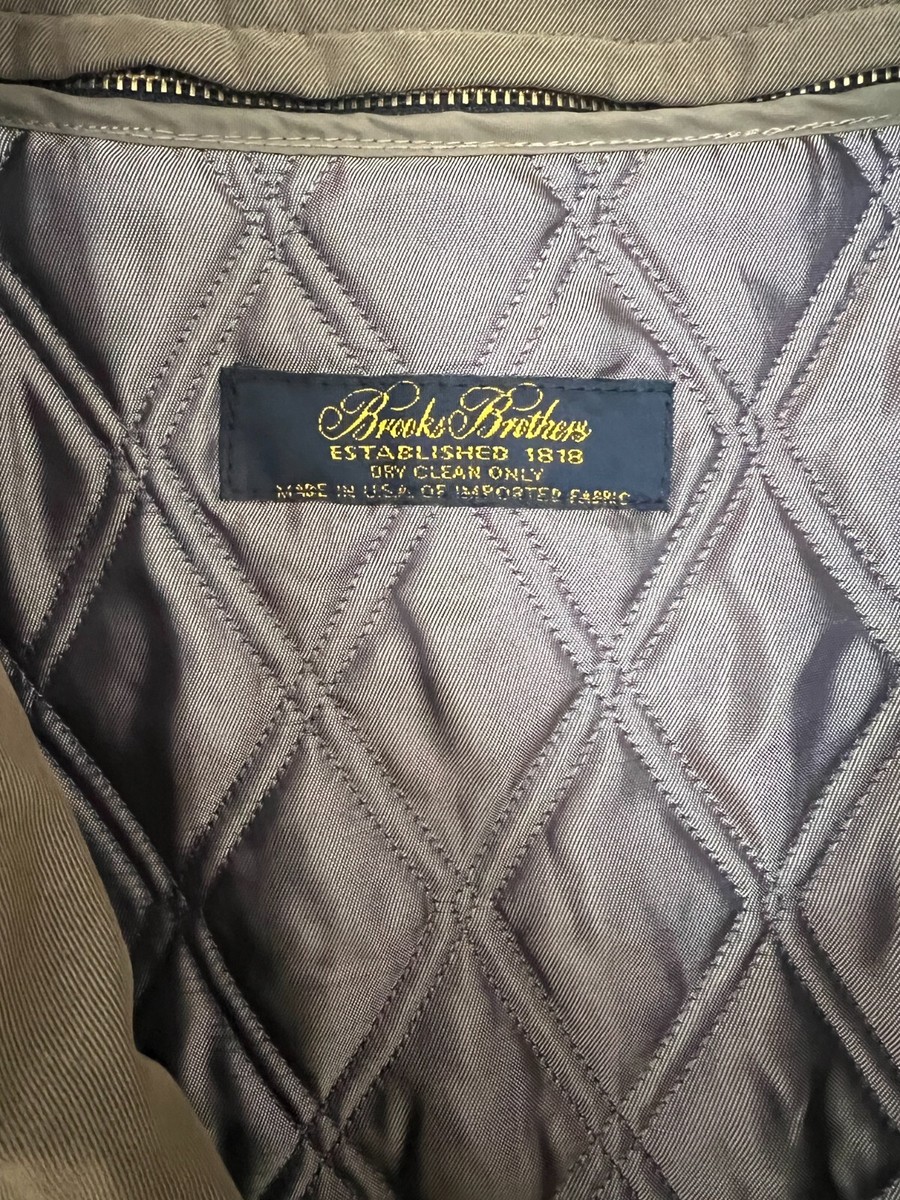 Brooks Brothers
ESTABLISHED 1818
DRY CLEAN ONLY
MADE IN U.S.A. OF IMPORTED FABRIC